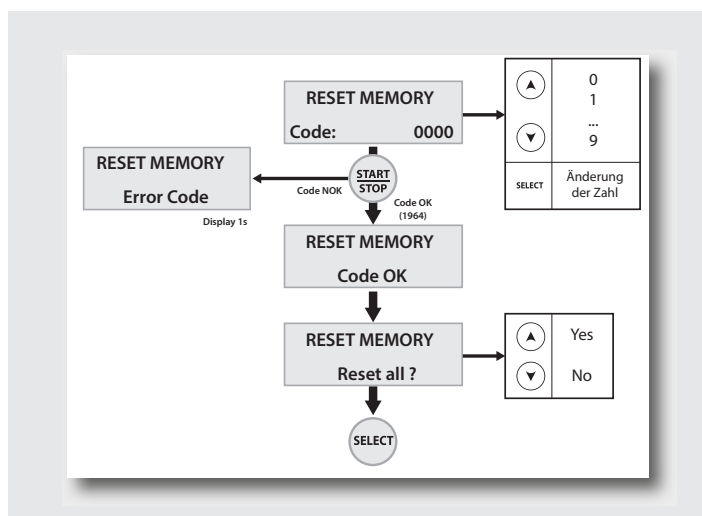 RESET MEMORY
Code: 0000
0
1
...
9
SELECT
Änderung
der Zahl
START
STOP
Code NOK
RESET MEMORY
Error Code
Display 1s
Code OK
(1964)
RESET MEMORY
Code OK
RESET MEMORY
Reset all ?
Yes
No
SELECT